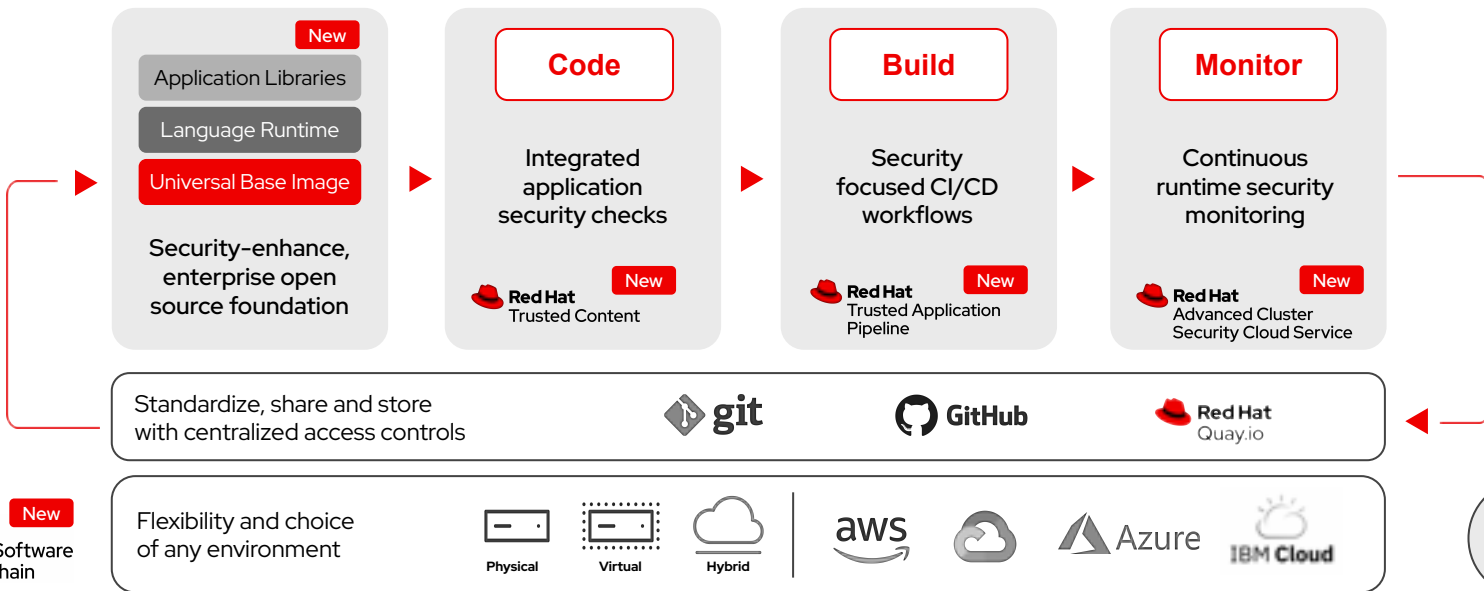 New
Application Libraries
Language Runtime
Universal Base Image
Security-enhance,
enterprise open
source foundation
Code
Integrated
application
security checks
New
Red Hat
Trusted Content
Build
Security
focused CI/CD
workflows
New
Red Hat
Trusted Application
Pipeline
Monitor
Continuous
runtime security
monitoring
New
Red Hat
Advanced Cluster
Security Cloud Service
Standardize, share and store
with centralized access controls
git
GitHub
Red Hat
Quay.io
New
Software
hain
Flexibility and choice
of any environment
Physical
Virtual
Hybrid
aws
Azure
IBM Cloud